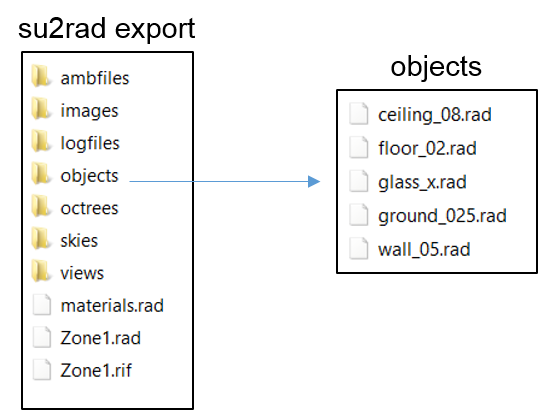 su2rad export
ambfiles
images
logfiles
objects
octrees
skies
views
materials.rad
Zone1.rad
Zone1.rif
objects
ceiling_08.rad
floor_02.rad
glass_x.rad
ground_025.rad
wall_05.rad